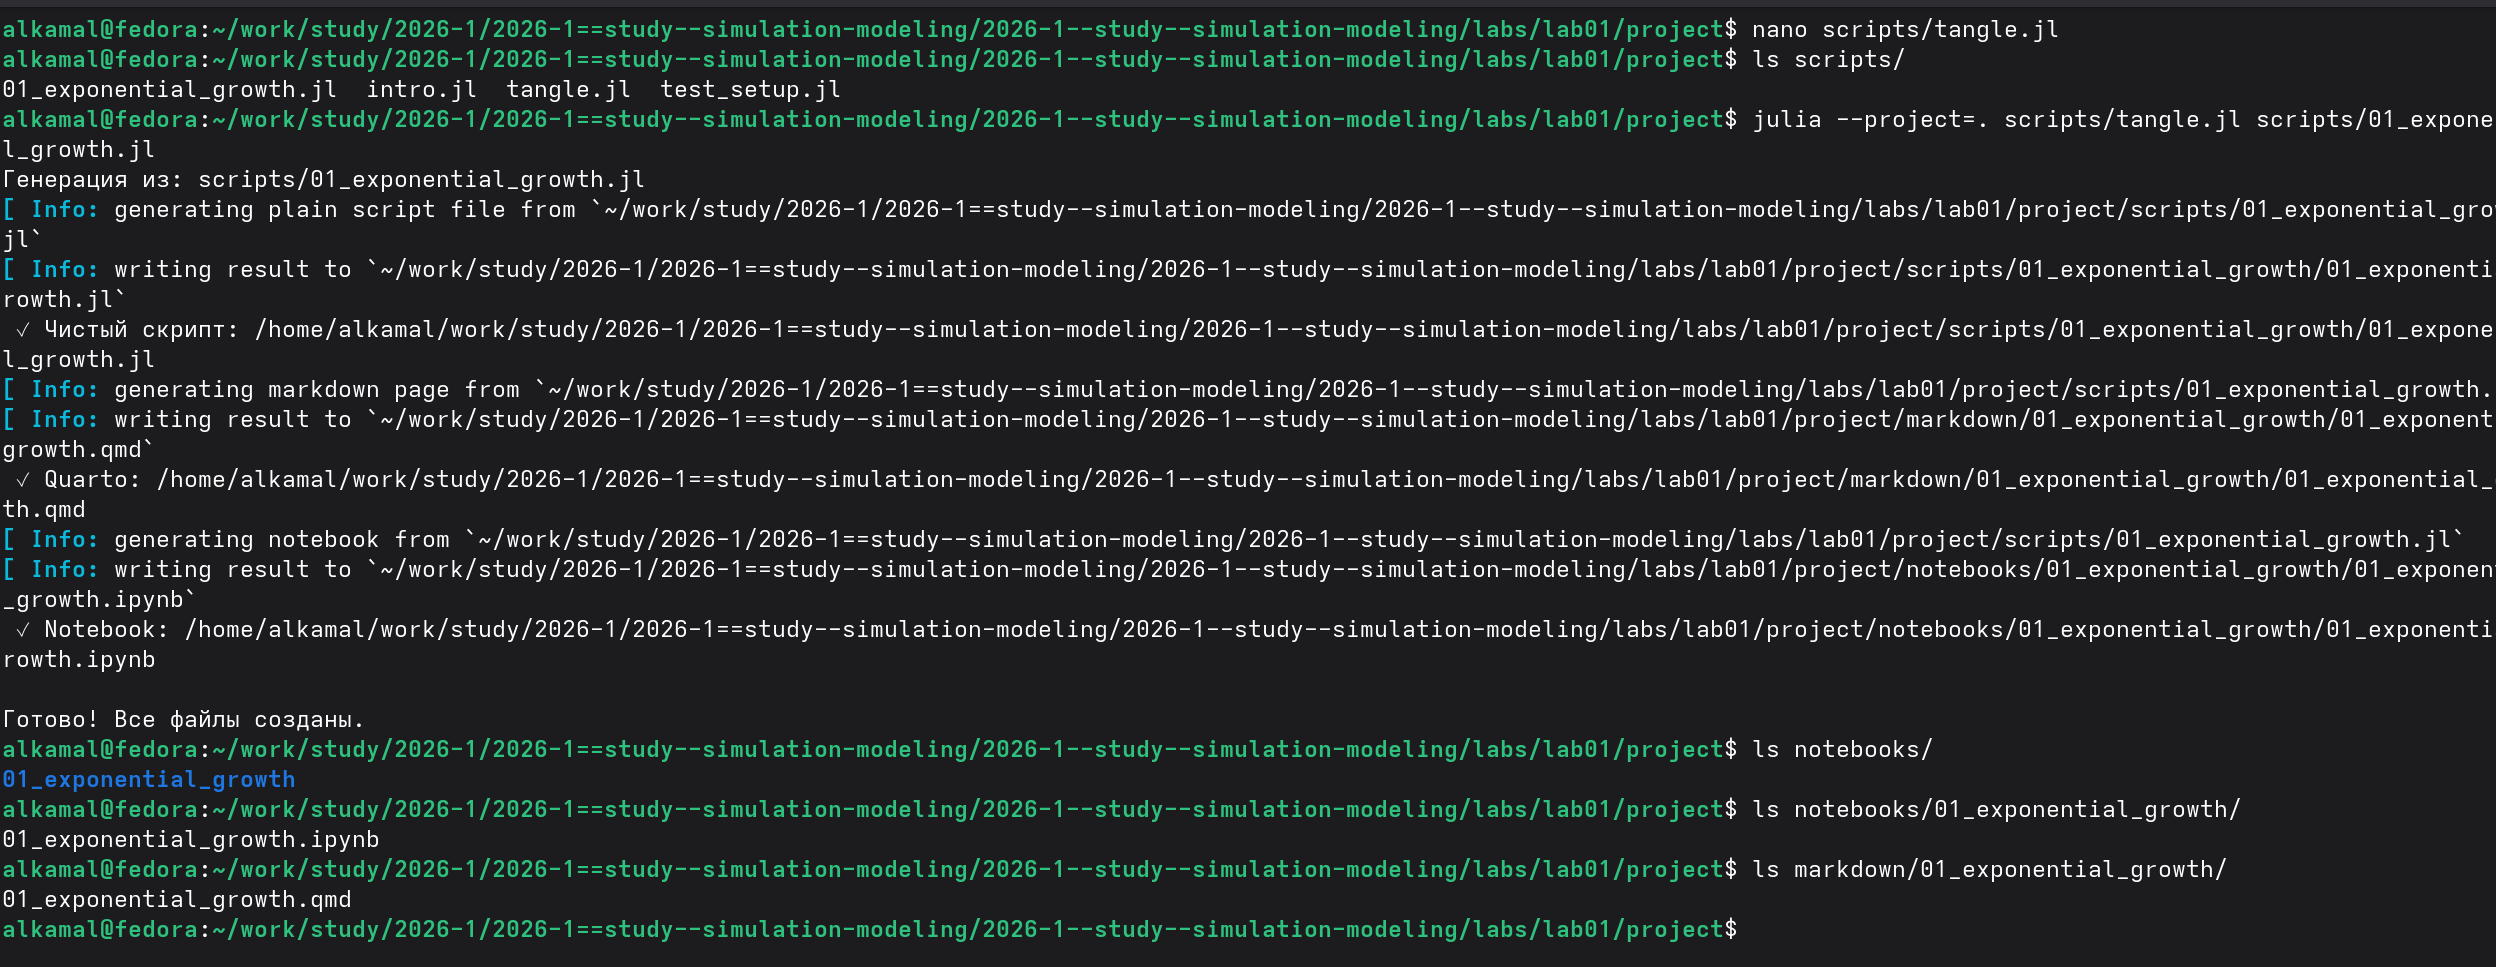 alkamal@fedora:~/work/study/2026-1/2026-1==study--simulation-modeling/2026-1--study--simulation-modeling/labs/lab01/project$ nano scripts/tangle.jl
alkamal@fedora:~/work/study/2026-1/2026-1==study--simulation-modeling/2026-1--study--simulation-modeling/labs/lab01/project$ ls scripts/
01_exponential_growth.jl  intro.jl  tangle.jl  test_setup.jl
alkamal@fedora:~/work/study/2026-1/2026-1==study--simulation-modeling/2026-1--study--simulation-modeling/labs/lab01/project$ julia --project=. scripts/tangle.jl scripts/01_expone
l_growth.jl
Генерация из: scripts/01_exponential_growth.jl
[ Info: generating plain script file from `~/work/study/2026-1/2026-1==study--simulation-modeling/2026-1--study--simulation-modeling/labs/lab01/project/scripts/01_exponential_gro
jl`
[ Info: writing result to `~/work/study/2026-1/2026-1==study--simulation-modeling/2026-1--study--simulation-modeling/labs/lab01/project/scripts/01_exponential_growth/01_exponenti
rowth.jl`
✓ Чистый скрипт: /home/alkamal/work/study/2026-1/2026-1==study--simulation-modeling/2026-1--study--simulation-modeling/labs/lab01/project/scripts/01_exponential_growth/01_expone
l_growth.jl
[ Info: generating markdown page from `~/work/study/2026-1/2026-1==study--simulation-modeling/2026-1--study--simulation-modeling/labs/lab01/project/scripts/01_exponential_growth.
[ Info: writing result to `~/work/study/2026-1/2026-1==study--simulation-modeling/2026-1--study--simulation-modeling/labs/lab01/project/markdown/01_exponential_growth/01_exponent
growth.qmd`
✓ Quarto: /home/alkamal/work/study/2026-1/2026-1==study--simulation-modeling/2026-1--study--simulation-modeling/labs/lab01/project/markdown/01_exponential_growth/01_exponential_
th.qmd
[ Info: generating notebook from `~/work/study/2026-1/2026-1==study--simulation-modeling/2026-1--study--simulation-modeling/labs/lab01/project/scripts/01_exponential_growth.jl`
[ Info: writing result to `~/work/study/2026-1/2026-1==study--simulation-modeling/2026-1--study--simulation-modeling/labs/lab01/project/notebooks/01_exponential_growth/01_exponen
_growth.ipynb`
✓ Notebook: /home/alkamal/work/study/2026-1/2026-1==study--simulation-modeling/2026-1--study--simulation-modeling/labs/lab01/project/notebooks/01_exponential_growth/01_exponenti
rowth.ipynb
Готово! Все файлы созданы.
alkamal@fedora:~/work/study/2026-1/2026-1==study--simulation-modeling/2026-1--study--simulation-modeling/labs/lab01/project$ ls notebooks/
01_exponential_growth
alkamal@fedora:~/work/study/2026-1/2026-1==study--simulation-modeling/2026-1--study--simulation-modeling/labs/lab01/project$ ls notebooks/01_exponential_growth/
01_exponential_growth.ipynb
alkamal@fedora:~/work/study/2026-1/2026-1==study--simulation-modeling/2026-1--study--simulation-modeling/labs/lab01/project$ ls markdown/01_exponential_growth/
01_exponential_growth.qmd
alkamal@fedora:~/work/study/2026-1/2026-1==study--simulation-modeling/2026-1--study--simulation-modeling/labs/lab01/project$